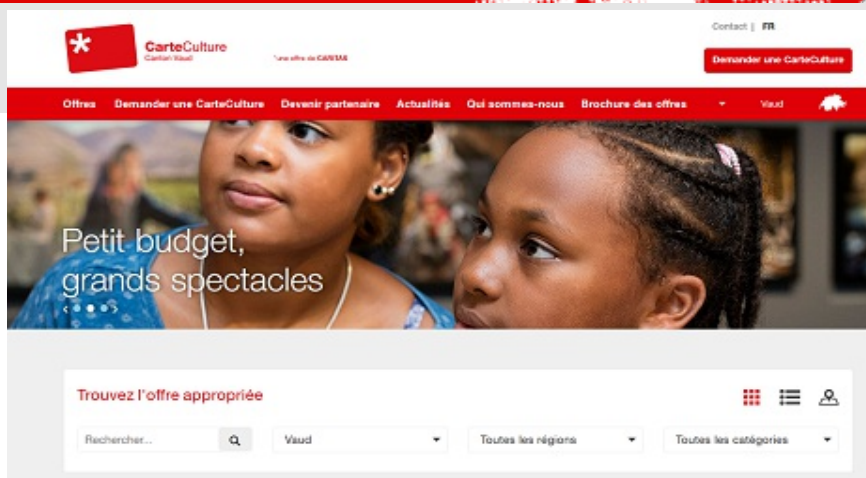 Contact | FR
CarteCulture
Canton Vaud
*une offre de CARITAS
Demander une CarteCulture
Offres Demander une CarteCulture Devenir partenaire Actualités Qui sommes-nous Brochure des offres Vaud
Petit budget,
grands spectacles
Trouvez l'offre appropriée
Rechercher... Vaud Toutes les régions Toutes les catégories